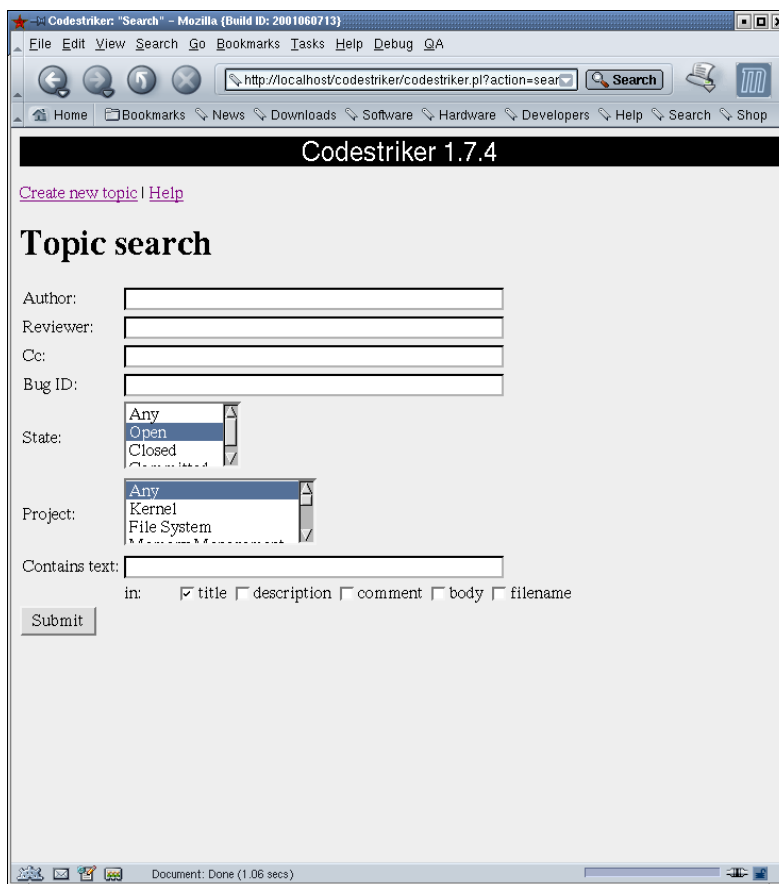 Codestriker: "Search" – Mozilla {Build ID: 2001060713}
File Edit View Search Go Bookmarks Tasks Help Debug QA
http://localhost/codestriker/codestriker.pl?action=sear Search
Home Bookmarks News Downloads Software Hardware Developers Help Search Shop
Codestriker 1.7.4
Create new topic | Help
Topic search
Author:
Reviewer:
Cc:
Bug ID:
State:
Any
Open
Closed
Committed
Project:
Any
Kernel
File System
Memory Management
Contains text:
in: title description comment body filename
Submit
Document: Done (1.06 secs)